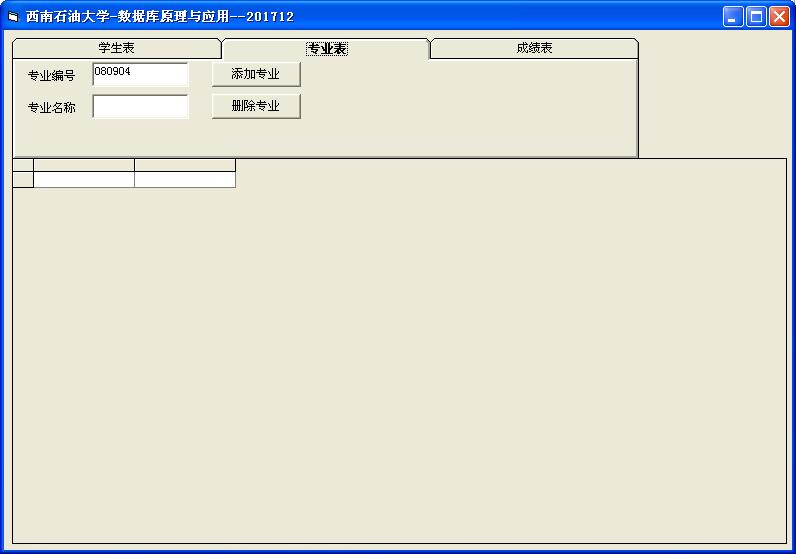 西南石油大学-数据库原理与应用--201712
学生表 专业表 成绩表
专业编号 080904 添加专业
专业名称 删除专业